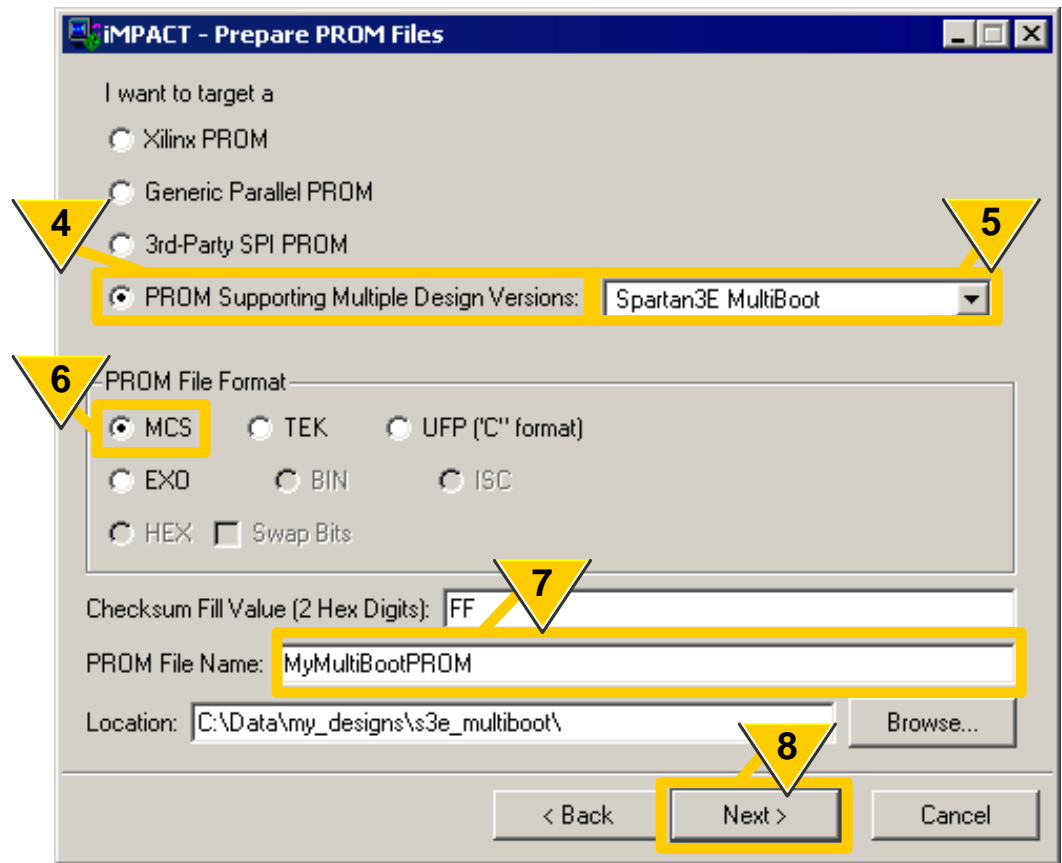 iMPACT - Prepare PROM Files
I want to target a
Xilinx PROM
Generic Parallel PROM
4
5
3rd-Party SPI PROM
PROM Supporting Multiple Design Versions: Spartan3E MultiBoot
6
PROM File Format
MCS TEK UFP ("C" format)
EXO BIN ISC
HEX Swap Bits
7
Checksum Fill Value (2 Hex Digits): FF
PROM File Name: MyMultiBootPROM
Location: C:\Data\my_designs\s3e_multiboot\ Browse...
8
< Back Next > Cancel